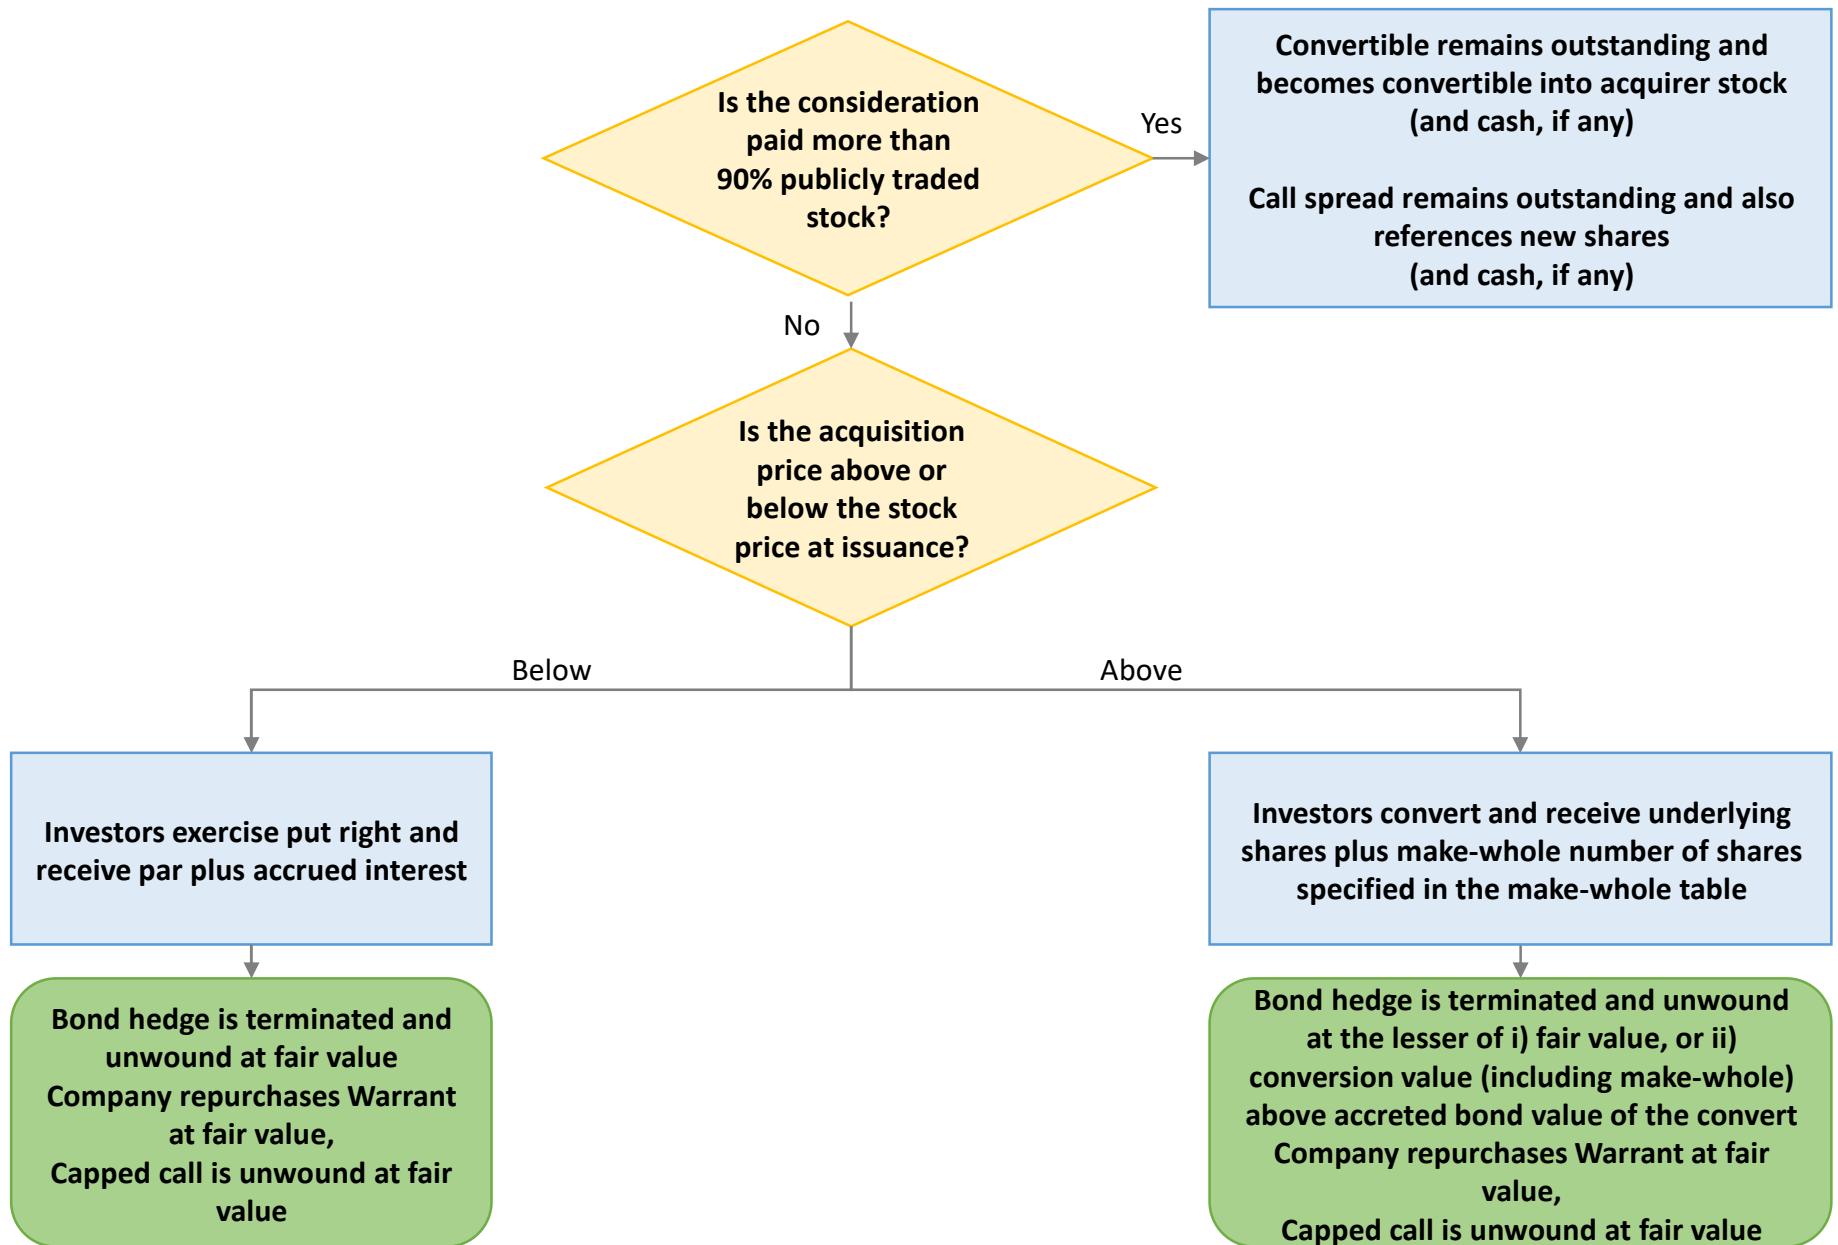 Is the consideration
paid more than
90% publicly traded
stock?
Yes
Convertible remains outstanding and
becomes convertible into acquirer stock
(and cash, if any)
Call spread remains outstanding and also
references new shares
(and cash, if any)
No
Is the acquisition
price above or
below the stock
price at issuance?
Below
Above
Investors exercise put right and
receive par plus accrued interest
Investors convert and receive underlying
shares plus make-whole number of shares
specified in the make-whole table
Bond hedge is terminated and
unwound at fair value
Company repurchases Warrant
at fair value,
Capped call is unwound at fair
value
Bond hedge is terminated and unwound
at the lesser of i) fair value, or ii)
conversion value (including make-whole)
above accreted bond value of the convert
Company repurchases Warrant at fair
value,
Capped call is unwound at fair value